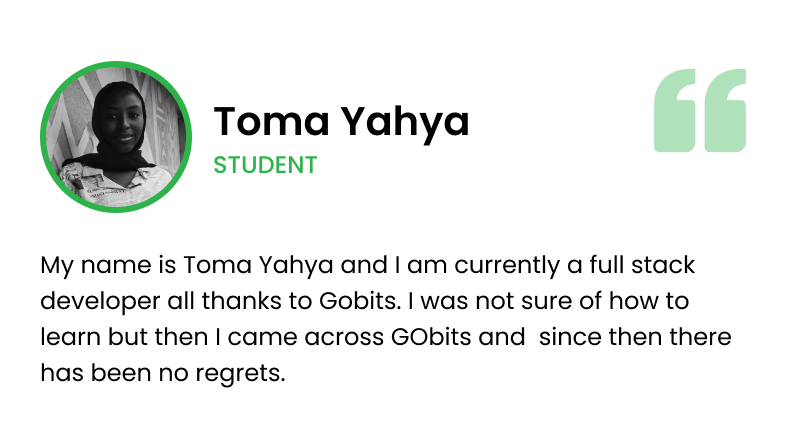 Toma Yahya
STUDENT
My name is Toma Yahya and I am currently a full stack
developer all thanks to Gobits. I was not sure of how to
learn but then I came across GObits and  since then there
has been no regrets.